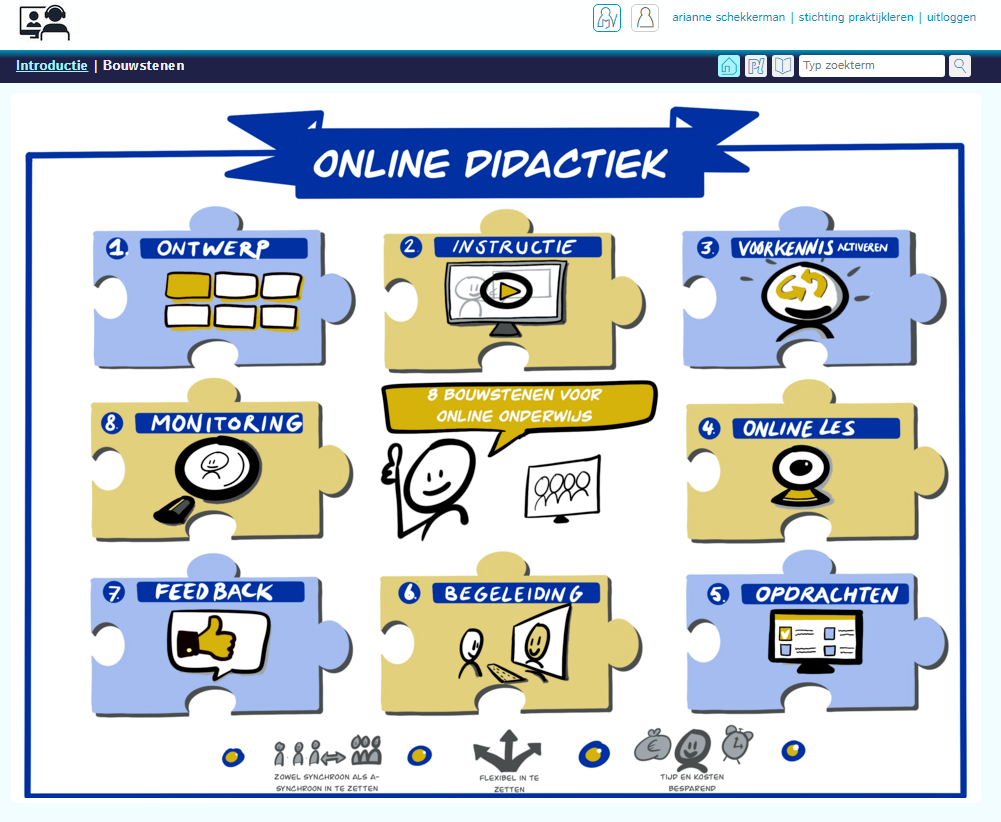 arianne schekkerman | stichting praktijkleren | uitloggen
Introductie | Bouwstenen
Typ zoekterm
ONLINE DIDACTIEK
1. ONTWERP
2 INSTRUCTIE
3. VOORKENNIS ACTIVEREN
8 BOUWSTENEN VOOR
ONLINE ONDERWIJS
8. MONITORING
4. ONLINE LES
7. FEEDBACK
6. BEGELEIDING
5. OPDRACHTEN
ZOWEL SYNCHROON ALS A-
SYNCHROON IN TE ZETTEN
FLEXIBEL IN TE
ZETTEN
TIJD EN KOSTEN
BESPAREND